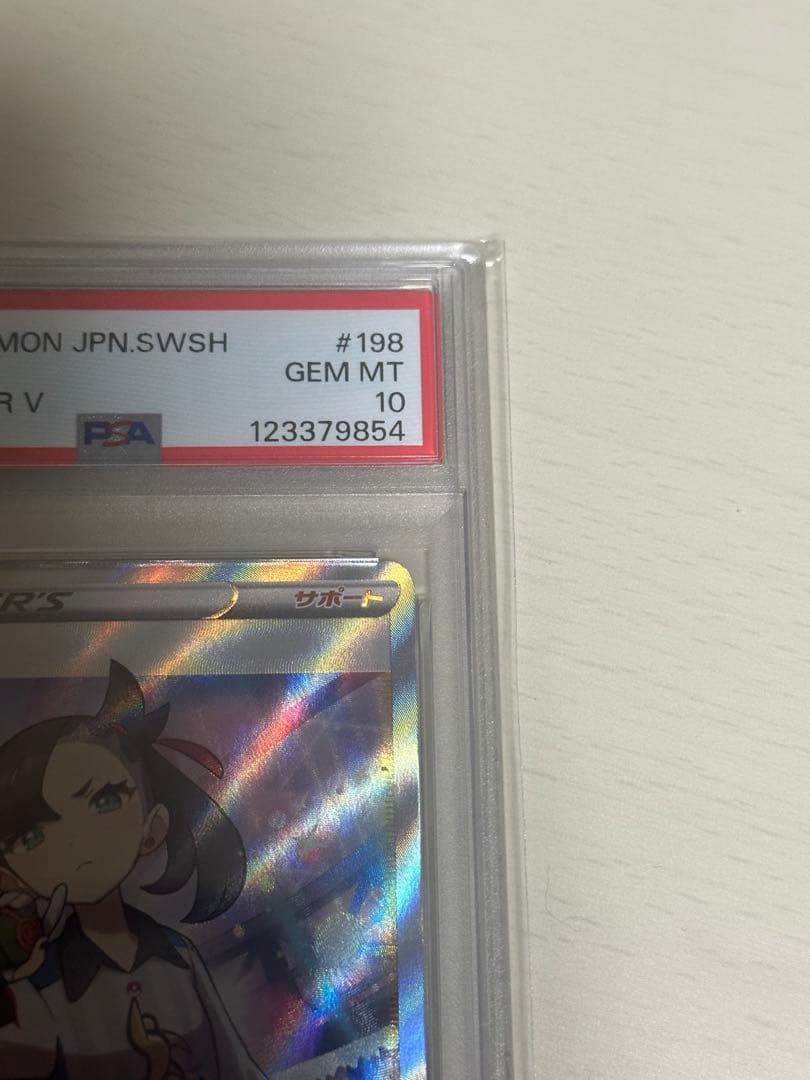 MON JPN.SWSH #198
GEM MT
R V 10
PSA 123379854
ER'S サポート